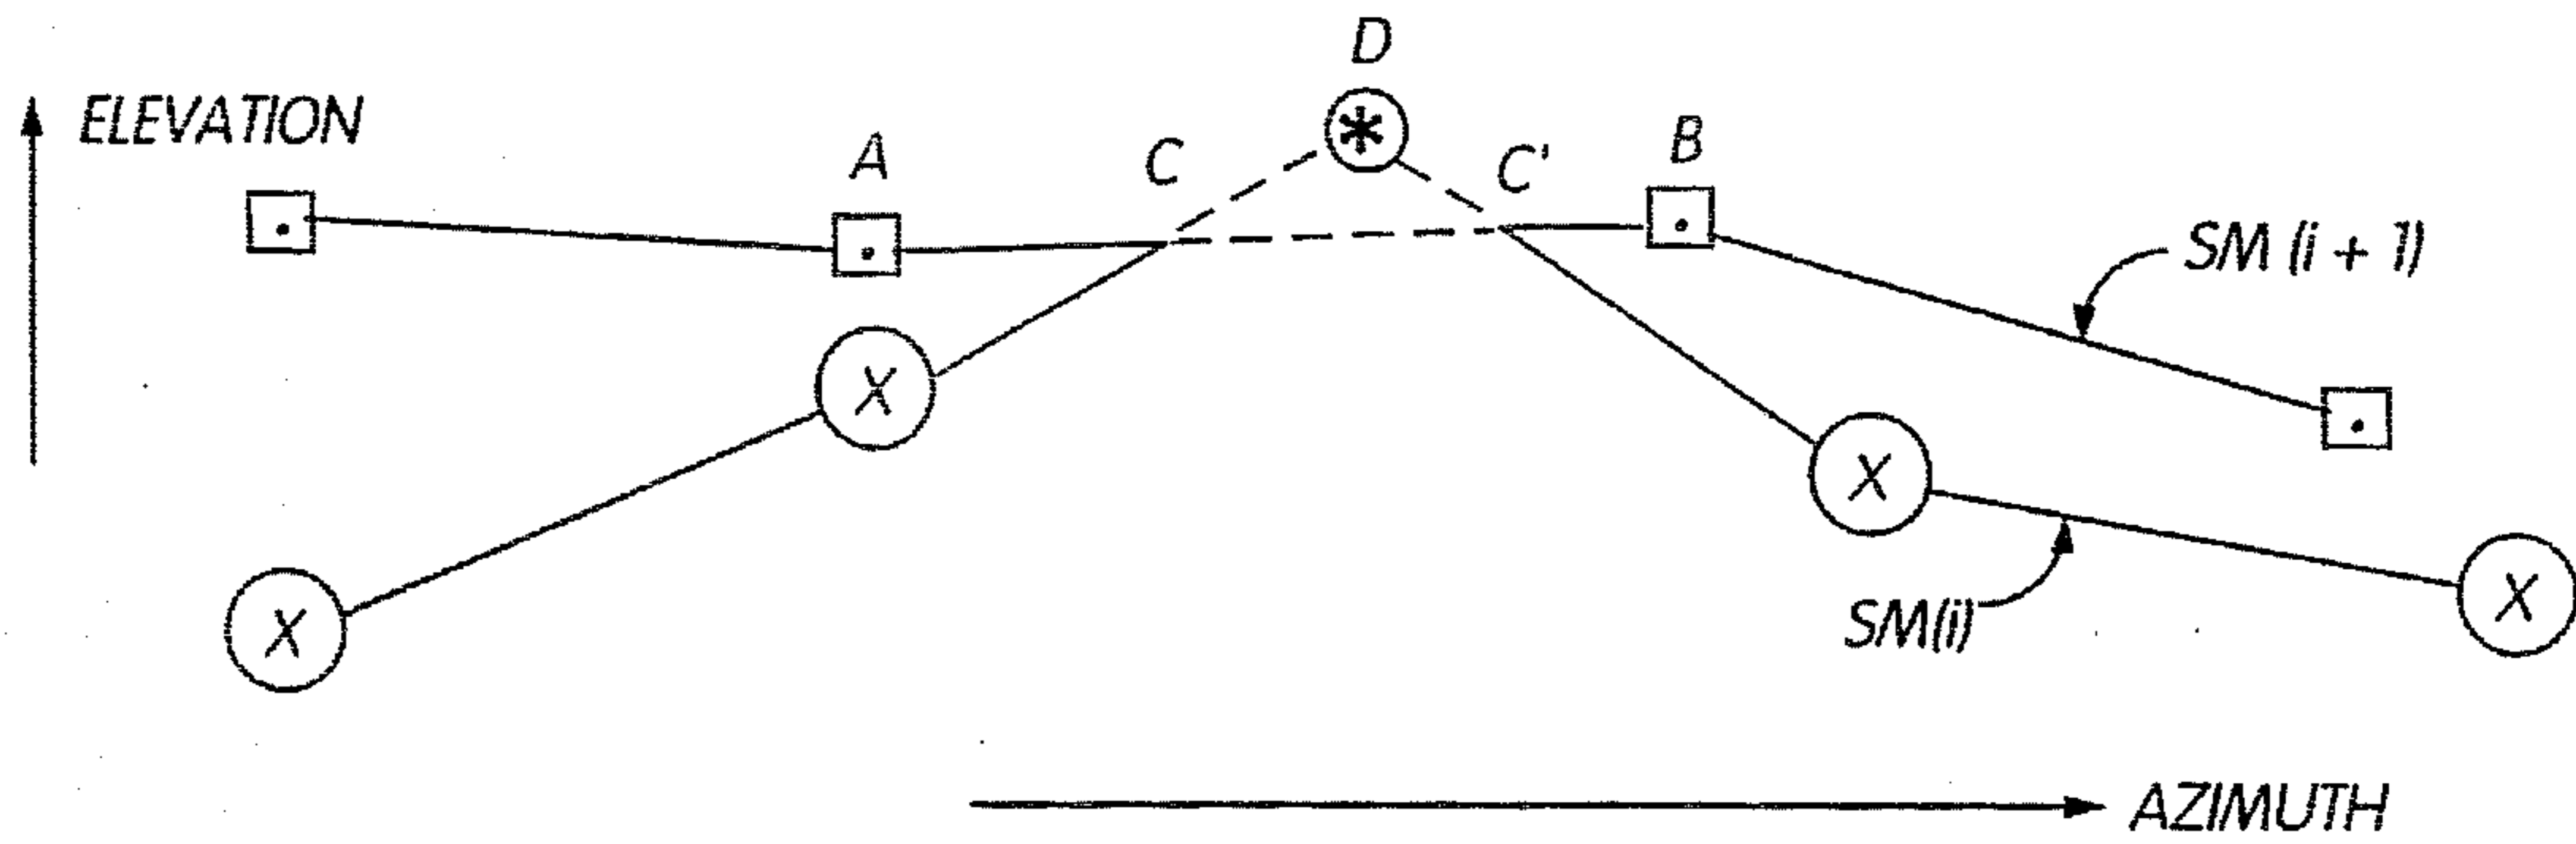 D
ELEVATION
A
C
*
C'
B
SM (i + 1)
X
X
X
SM(i)
X
AZIMUTH